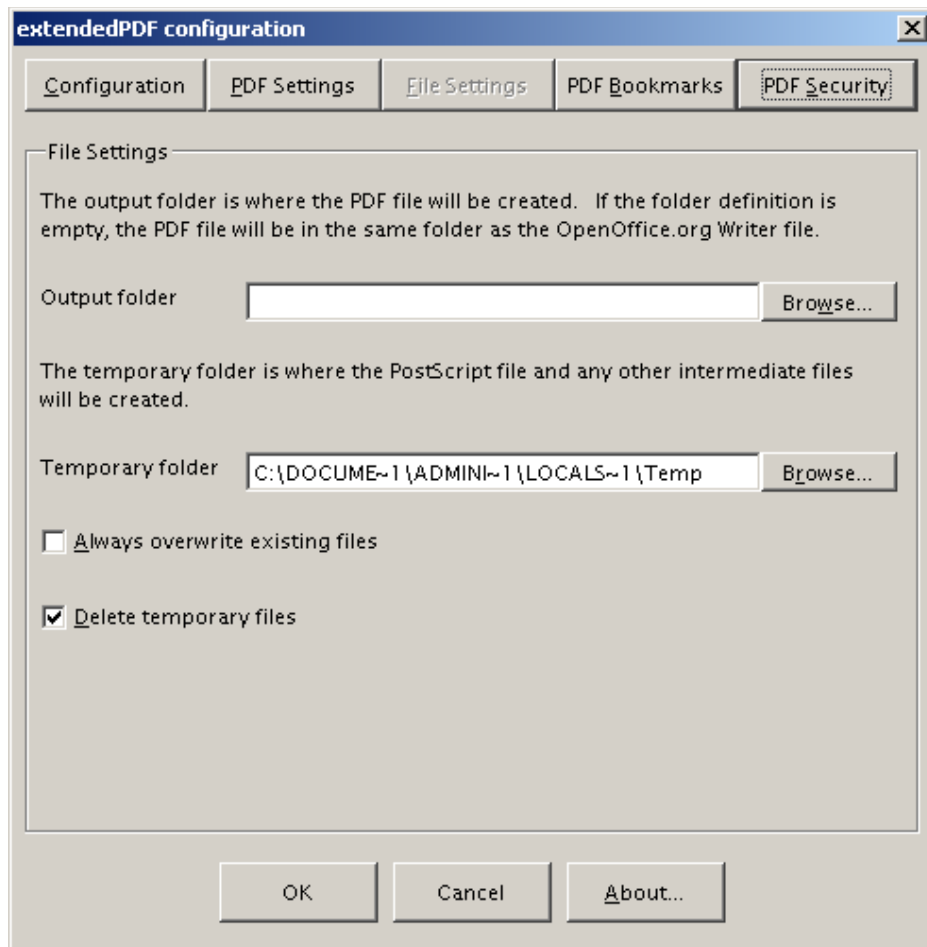 extendedPDF configuration
Configuration PDF Settings File Settings PDF Bookmarks PDF Security
File Settings
The output folder is where the PDF file will be created. If the folder definition is
empty, the PDF file will be in the same folder as the OpenOffice.org Writer file.
Output folder Browse...
The temporary folder is where the PostScript file and any other intermediate files
will be created.
Temporary folder C:\DOCUME~1\ADMINI~1\LOCALS~1\Temp Browse...
Always overwrite existing files
Delete temporary files
OK Cancel About...